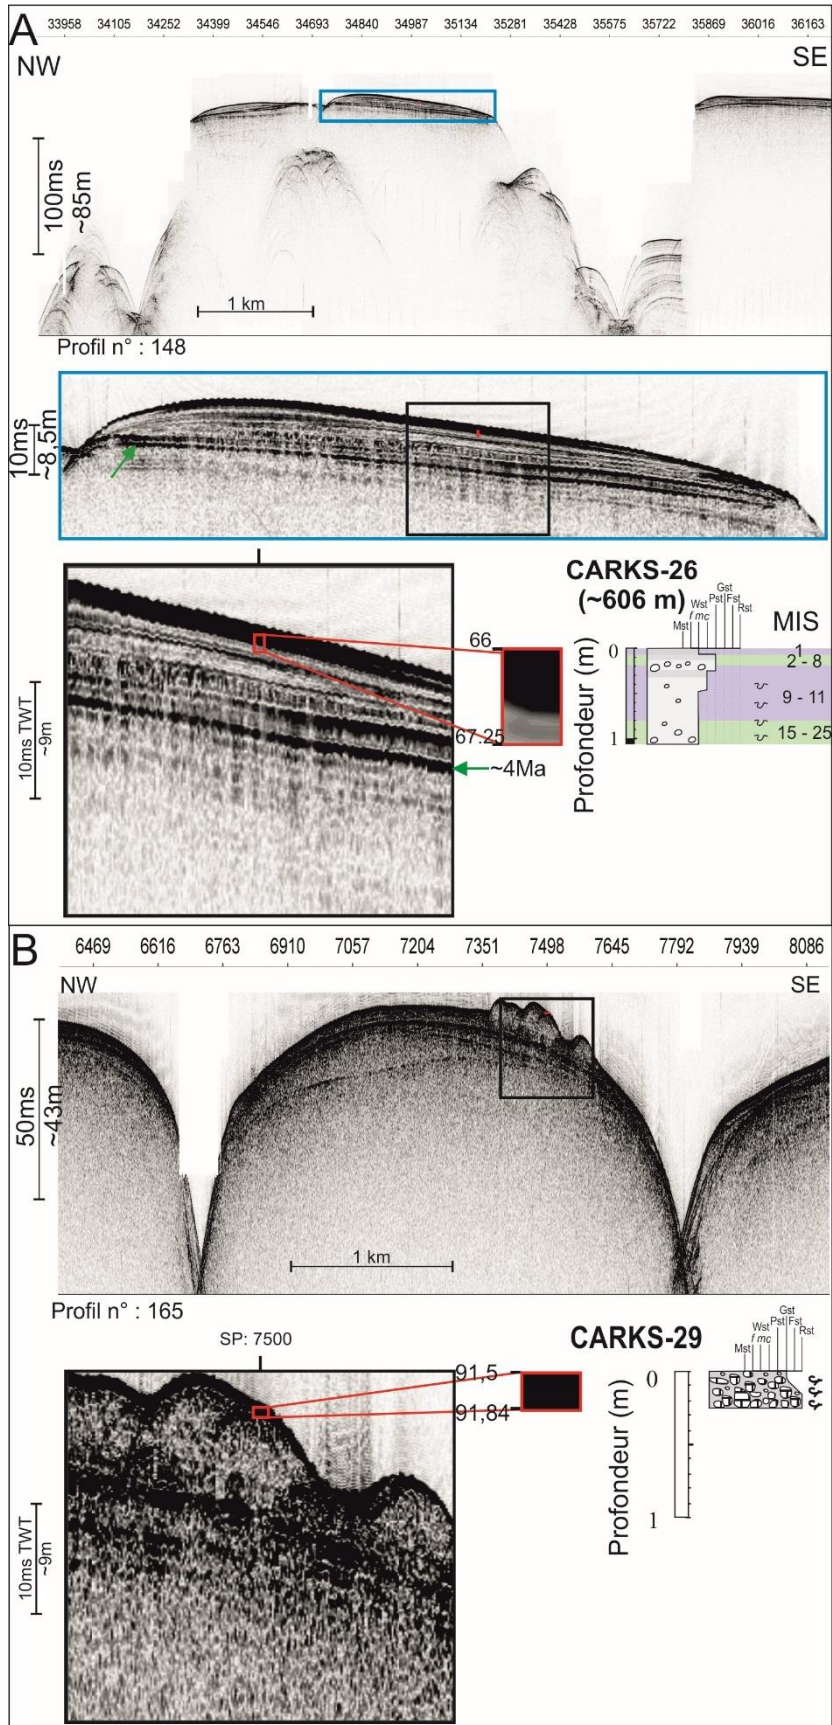 A
33958 34105 34252 34399 34546 34693 34840 34987 35134 35281 35428 35575 35722 35869 36016 36163
NW
SE
100ms
~85m
1 km
Profil n° : 148
10ms
~8,5m
CARKS-26
(~606 m)
Gst
Pst Fst
Wst Rst
f mc
Mst
MIS
66
67.25
Profondeur (m)
0
1
1
2 - 8
9 - 11
15 - 25
10ms TWT
~9m
~4Ma
B
6469 6616 6763 6910 7057 7204 7351 7498 7645 7792 7939 8086
NW
SE
50ms
~43m
1 km
Profil n° : 165
SP: 7500
CARKS-29
Gst
Pst Fst
Wst Rst
f mc
Mst
91,5
91,84
Profondeur (m)
0
1
10ms TWT
~9m